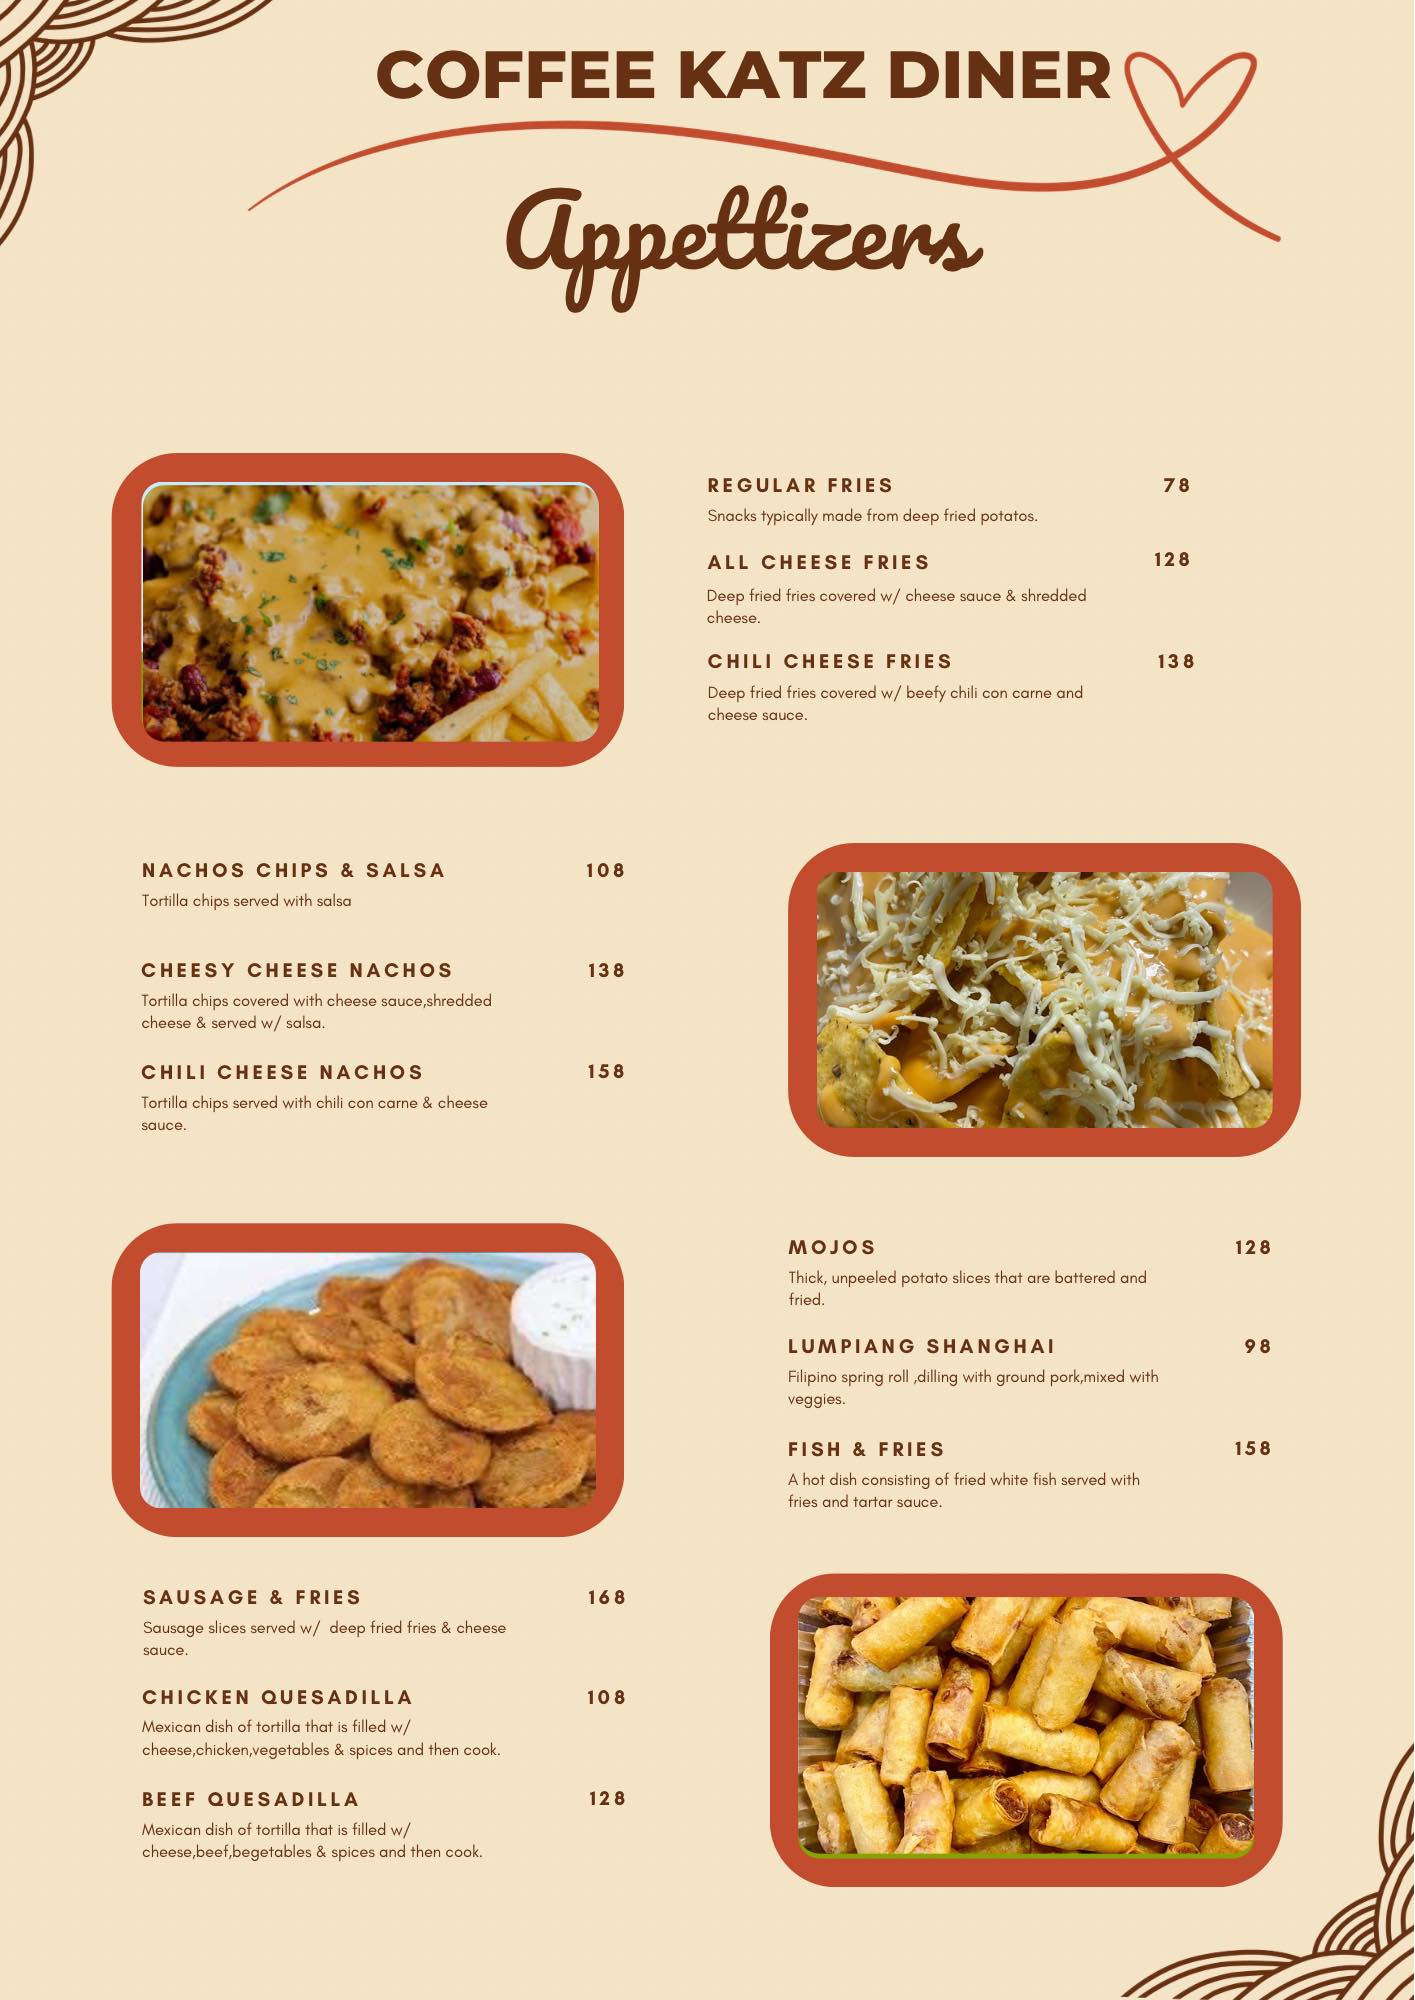 COFFEE KATZ DINER
Appettizers
REGULAR FRIES 78
Snacks typically made from deep fried potatos.
ALL CHEESE FRIES 128
Deep fried fries covered w/ cheese sauce & shredded
cheese.
CHILI CHEESE FRIES 138
Deep fried fries covered w/ beefy chili con carne and
cheese sauce.
NACHOS CHIPS & SALSA 108
Tortilla chips served with salsa
CHEESY CHEESE NACHOS 138
Tortilla chips covered with cheese sauce,shredded
cheese & served w/ salsa.
CHILI CHEESE NACHOS 158
Tortilla chips served with chili con carne & cheese
sauce.
MOJOS 128
Thick, unpeeled potato slices that are battered and
fried.
LUMPIANG SHANGHAI 98
Filipino spring roll ,dilling with ground pork,mixed with
veggies.
FISH & FRIES 158
A hot dish consisting of fried white fish served with
fries and tartar sauce.
SAUSAGE & FRIES 168
Sausage slices served w/  deep fried fries & cheese
sauce.
CHICKEN QUESADILLA 108
Mexican dish of tortilla that is filled w/
cheese,chicken,vegetables & spices and then cook.
BEEF QUESADILLA 128
Mexican dish of tortilla that is filled w/
cheese,beef,begetables & spices and then cook.